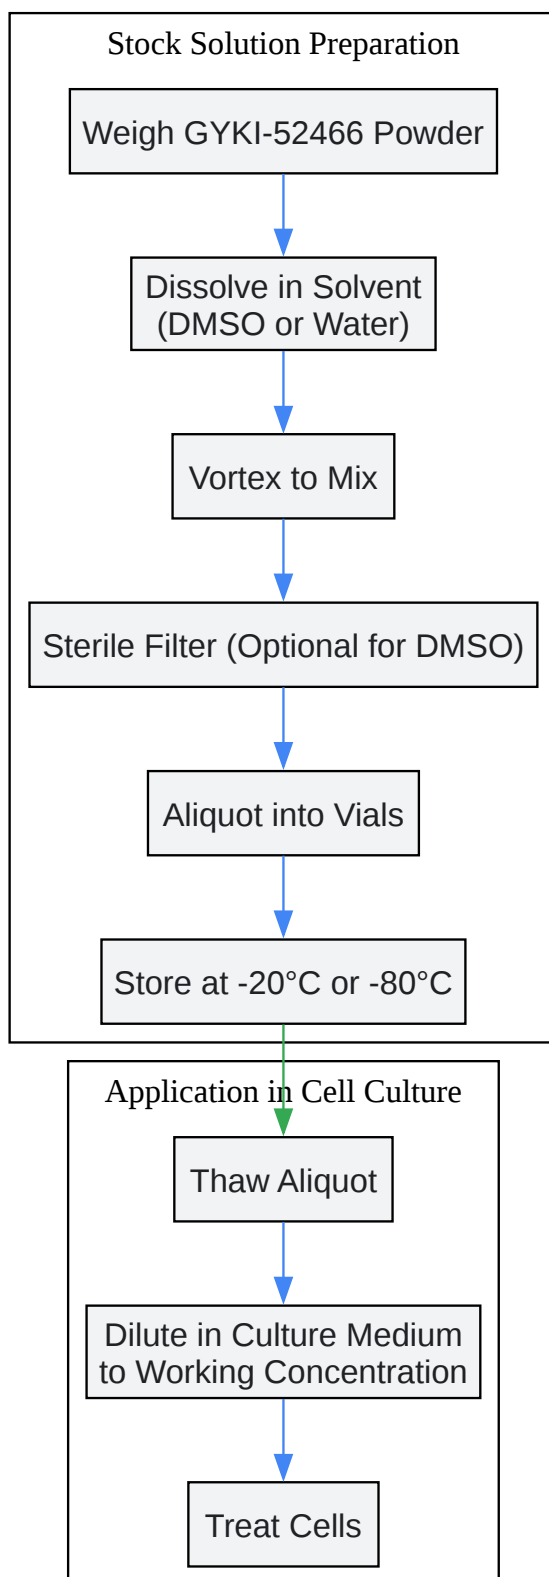 Stock Solution Preparation
Weigh GYKI-52466 Powder
Dissolve in Solvent
(DMSO or Water)
Vortex to Mix
Sterile Filter (Optional for DMSO)
Aliquot into Vials
Store at -20°C or -80°C
Application in Cell Culture
Thaw Aliquot
Dilute in Culture Medium
to Working Concentration
Treat Cells